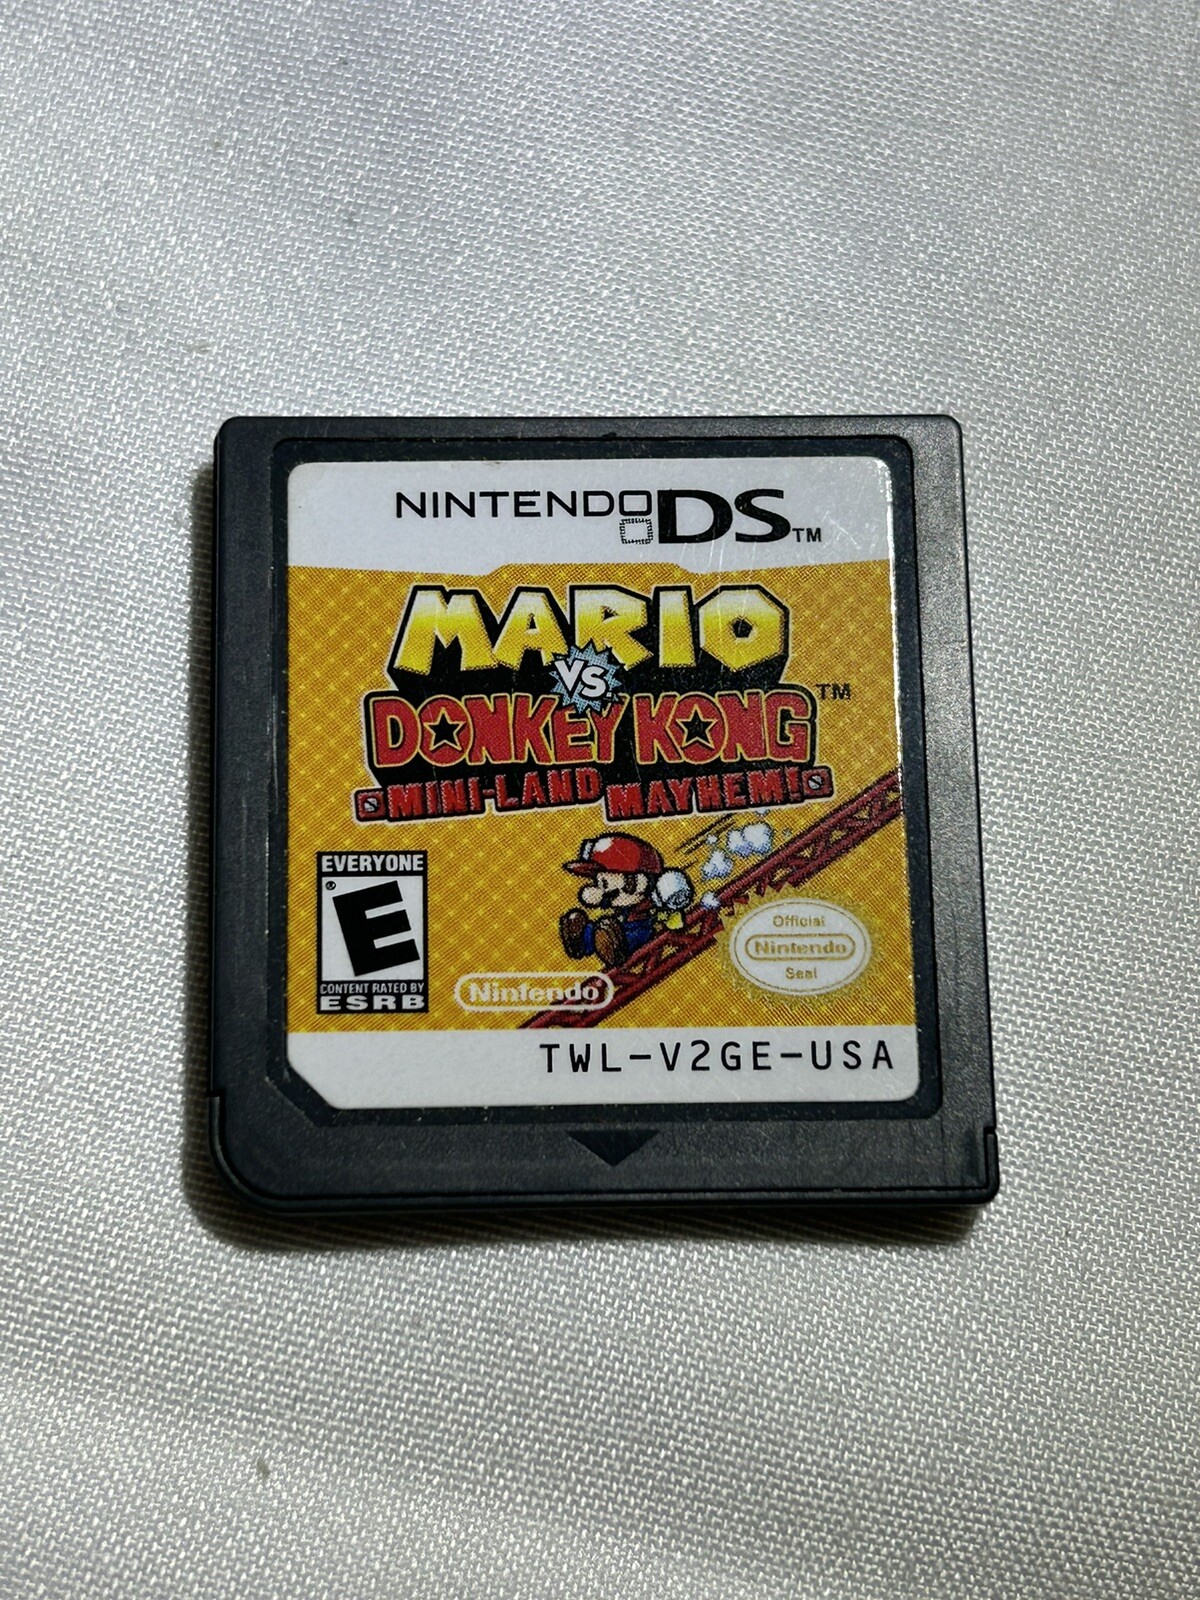 NINTENDO DS TM
MARIO
VS.
DONKEY KONG TM
MINI-LAND MAYHEM!
EVERYONE
E ®
CONTENT RATED BY
ESRB
Nintendo®
Official
Nintendo
Seal
TWL-V2GE-USA